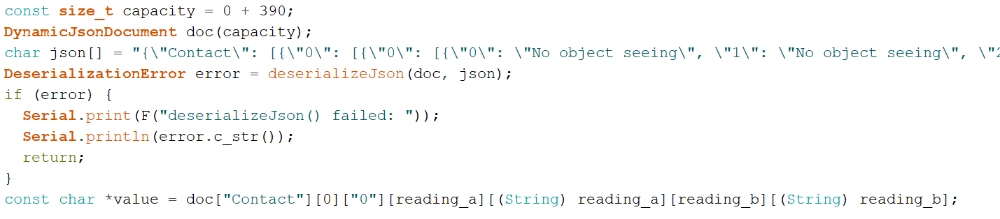 const size_t capacity = 0 + 390;
DynamicJsonDocument doc(capacity);
char json[] = "{\"Contact\": [{\"0\": [{\"0\": [{\"0\": \"No object seeing\", \"1\": \"No object seeing\", \"2
DeserializationError error = deserializeJson(doc, json);
if (error) {
  Serial.print(F("deserializeJson() failed: "));
  Serial.println(error.c_str());
  return;
}
const char *value = doc["Contact"][0]["0"][reading_a][(String) reading_a][reading_b][(String) reading_b];